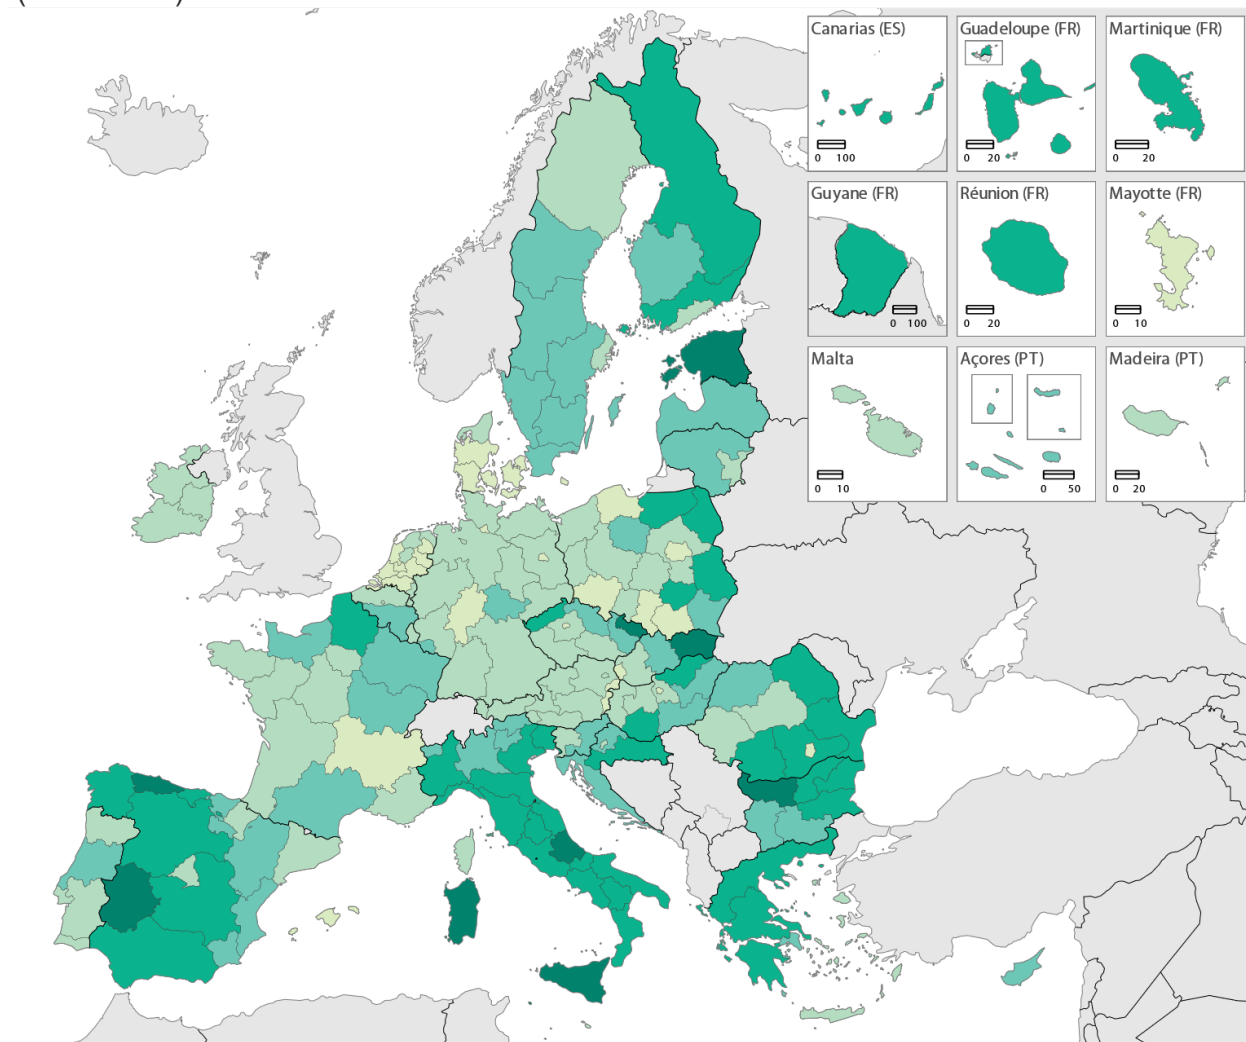 Canarias (ES)
0 100
Guadeloupe (FR)
0 20
Martinique (FR)
0 20
Guyane (FR)
0 100
Réunion (FR)
0 20
Mayotte (FR)
0 10
Malta
0 10
Açores (PT)
0 50
Madeira (PT)
0 20